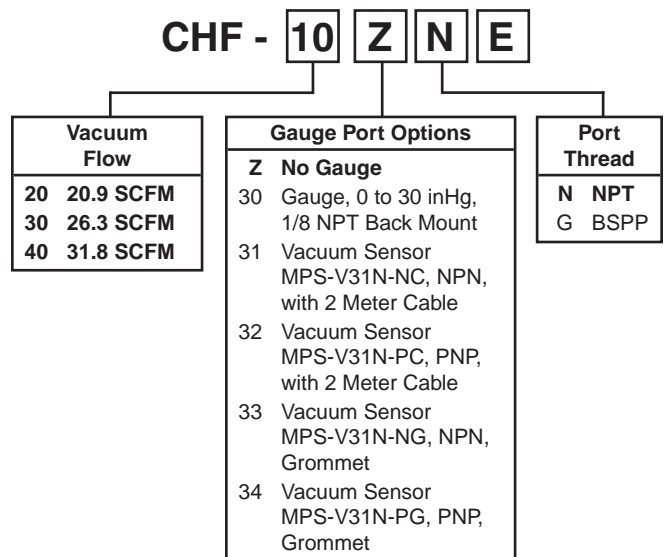 CHF - 10 Z N E
Vacuum
Flow
20 20.9 SCFM
30 26.3 SCFM
40 31.8 SCFM
Gauge Port Options
Z No Gauge
30 Gauge, 0 to 30 inHg,
1/8 NPT Back Mount
31 Vacuum Sensor
MPS-V31N-NC, NPN,
with 2 Meter Cable
32 Vacuum Sensor
MPS-V31N-PC, PNP,
with 2 Meter Cable
33 Vacuum Sensor
MPS-V31N-NG, NPN,
Grommet
34 Vacuum Sensor
MPS-V31N-PG, PNP,
Grommet
Port
Thread
N NPT
G BSPP